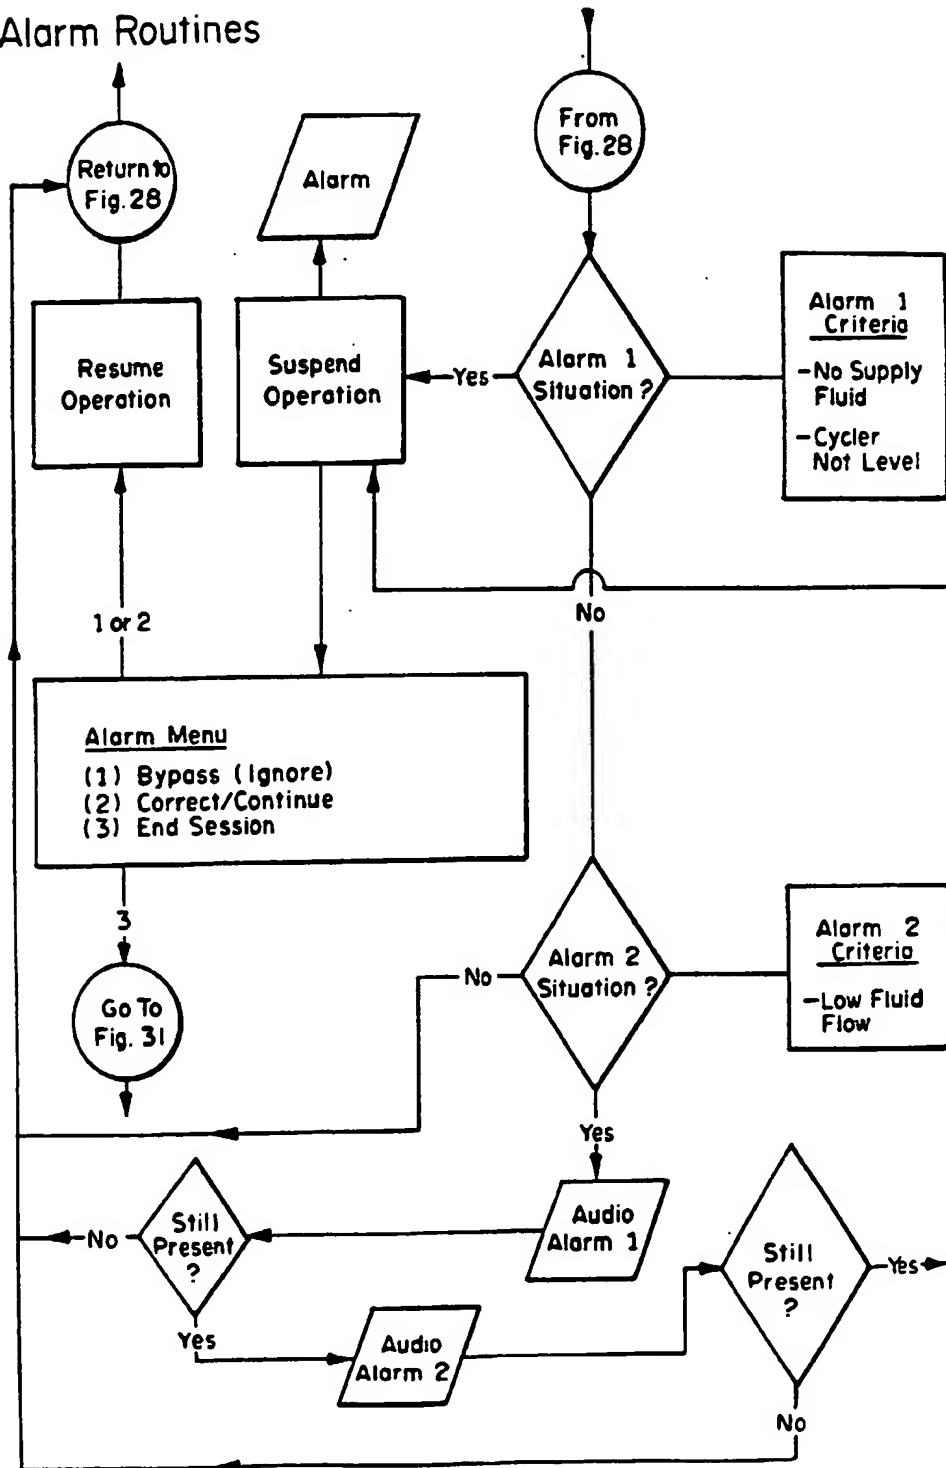 Alarm Routines
From
Fig. 28
Return to
Fig. 28
Alarm
Resume
Operation
Suspend
Operation
Yes
Alarm 1
Situation ?
Alarm 1
Criteria
-No Supply
Fluid
-Cycler
Not Level
1 or 2
No
Alarm Menu
(1) Bypass (Ignore)
(2) Correct/Continue
(3) End Session
3
Go To
Fig. 31
No
Alarm 2
Situation ?
Alarm 2
Criteria
-Low Fluid
Flow
Yes
Audio
Alarm 1
No
Still
Present
?
Yes
Audio
Alarm 2
Still
Present
?
Yes
No